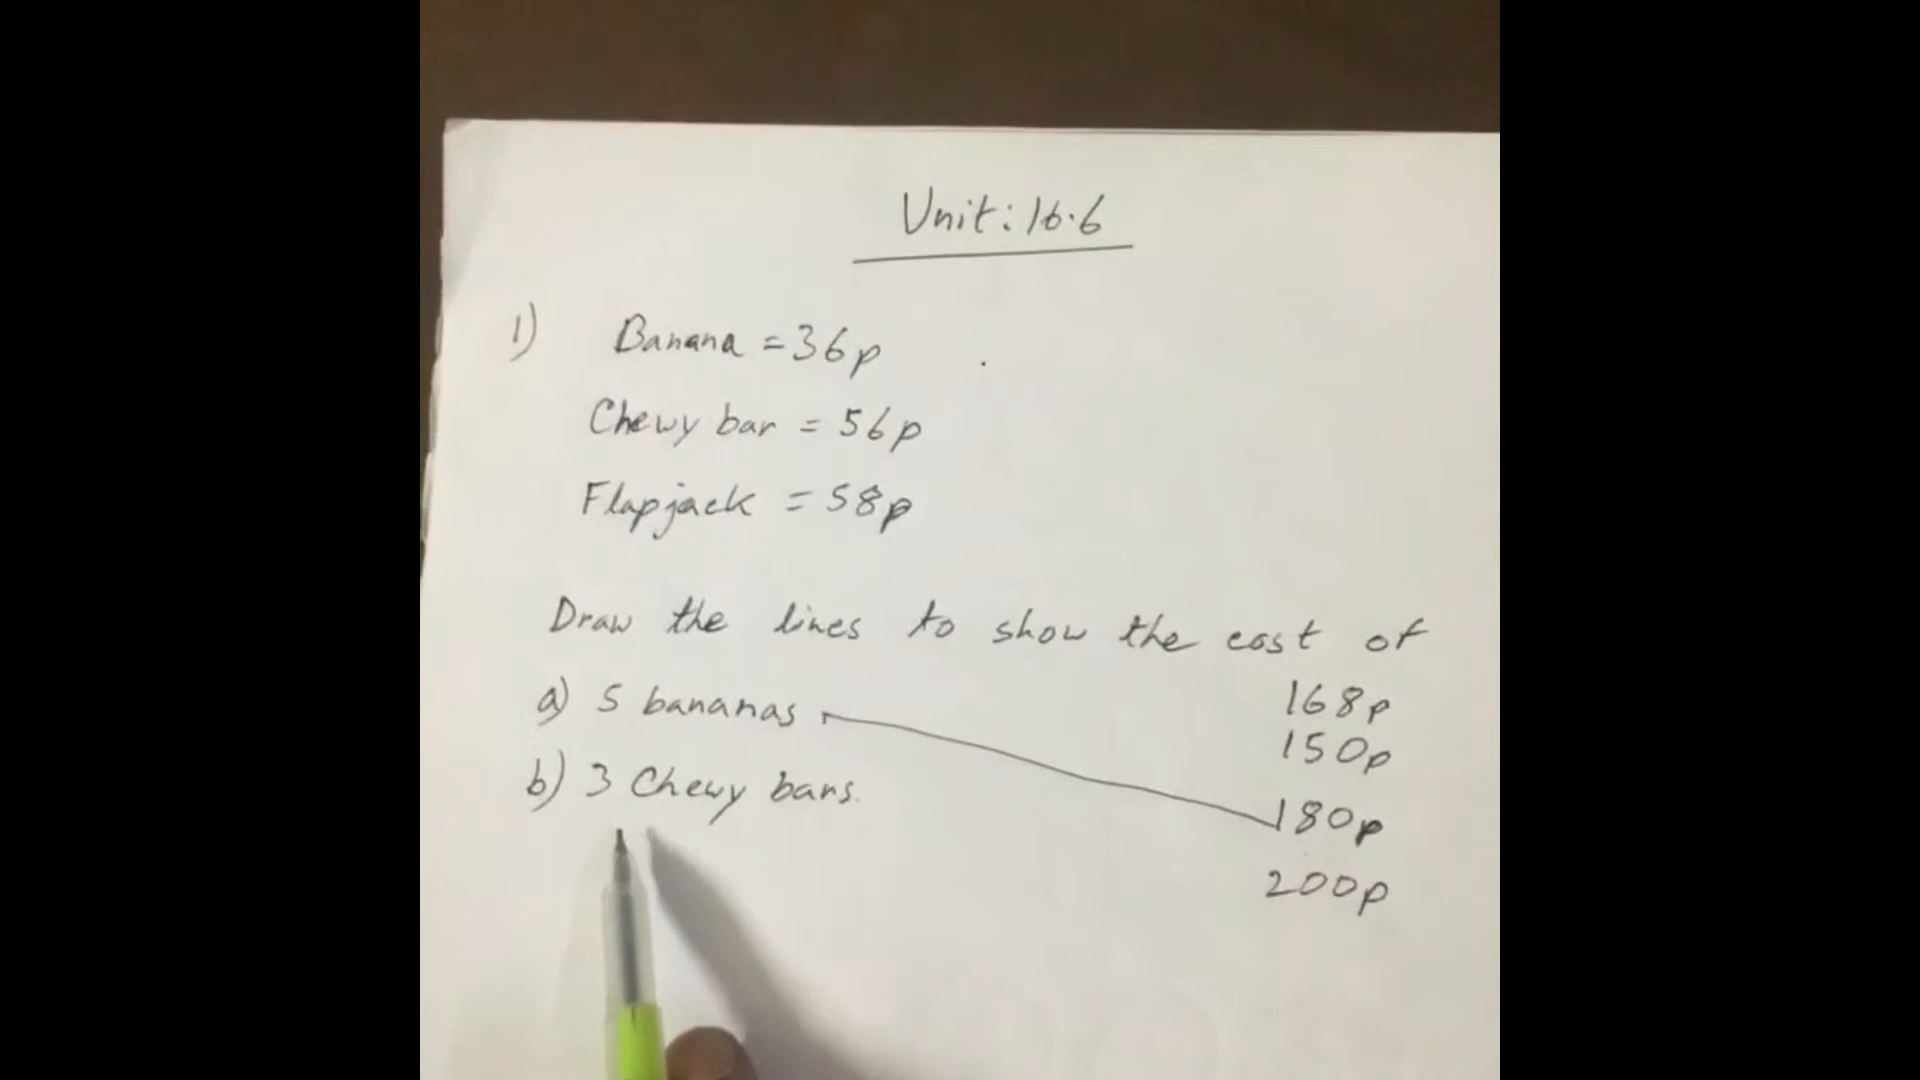 Unit: 16.6
1) Banana = 36p
Chewy bar = 56p
Flapjack = 58p
Draw the lines to show the cost of
a) 5 bananas 168p
150p
b) 3 Chewy bars. 180p
200p